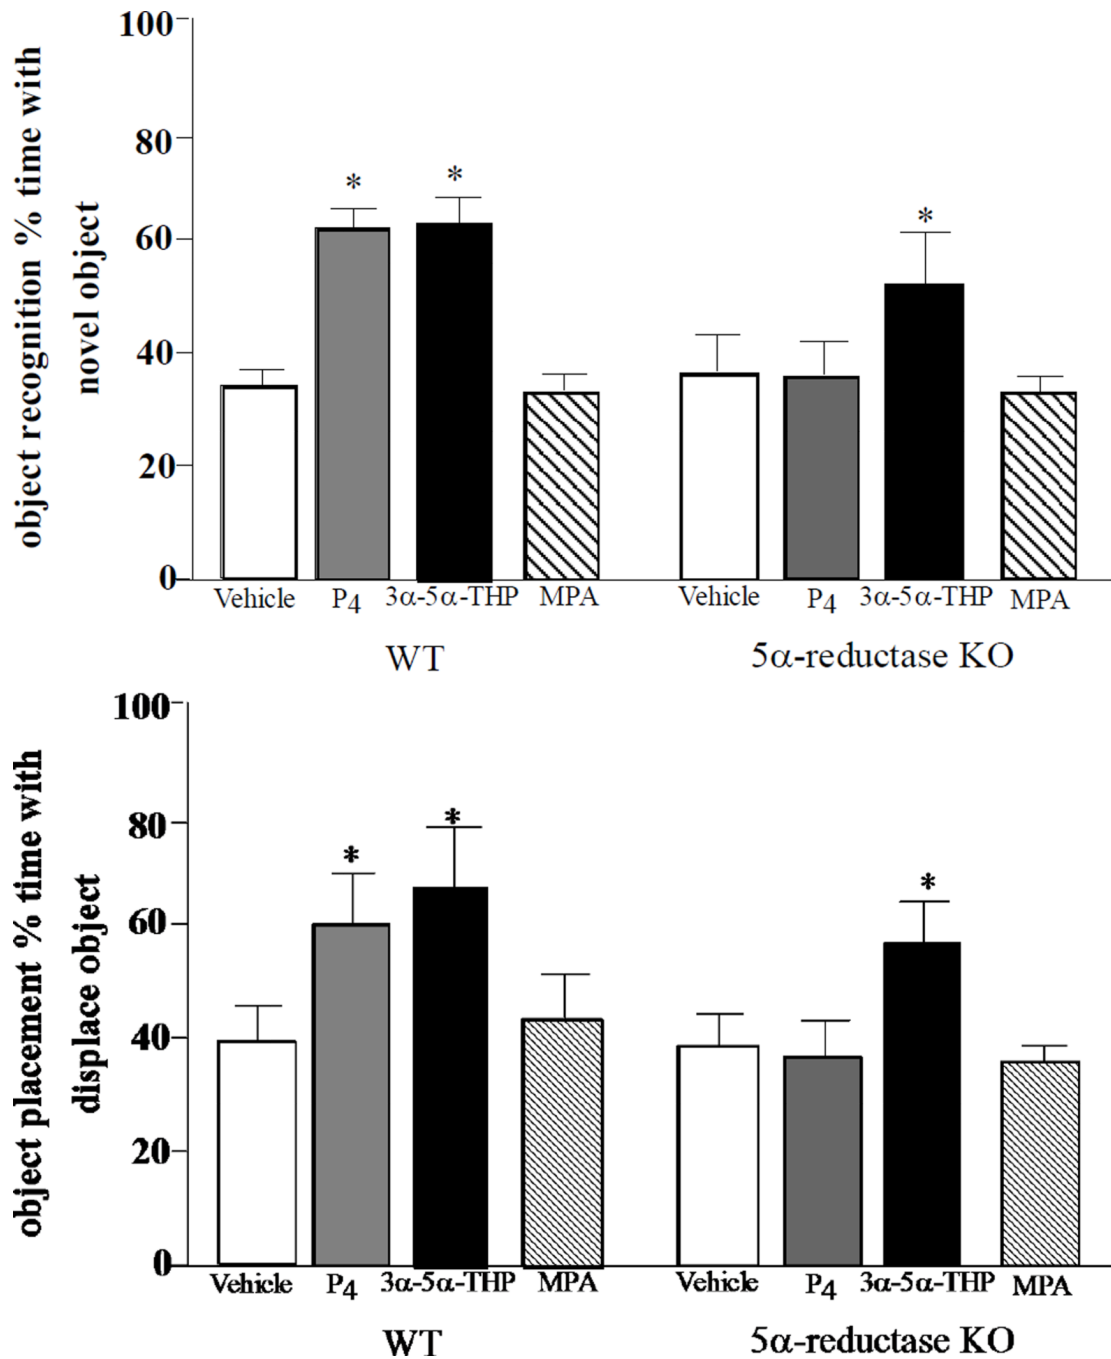 object recognition % time with
novel object
100
80
60
40
20
0
*
*
*
Vehicle P4 3α-5α-THP MPA Vehicle P4 3α-5α-THP MPA
WT 5α-reductase KO
object placement % time with
displace object
100
80
60
40
20
0
*
*
*
Vehicle P4 3α-5α-THP MPA Vehicle P4 3α-5α-THP MPA
WT 5α-reductase KO